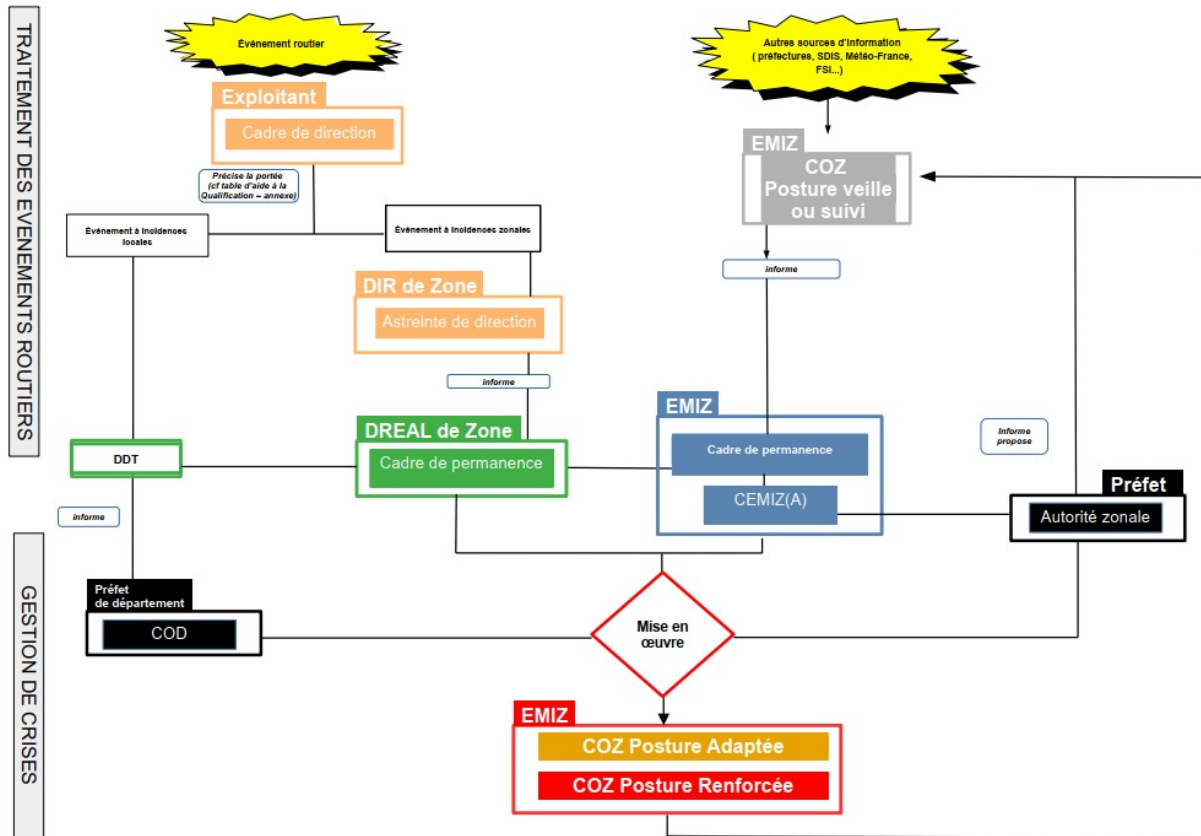 TRAITEMENT DES EVENEMENTS ROUTIERS
Événement routier
Autres sources d'information
( préfectures, SDIS, Météo-France,
FSI...)
Exploitant
Cadre de direction
EMIZ
COZ
Posture veille
ou suivi
Précise la portée
(cf table d'aide à la
Qualification – annexe)
Événement à incidences
locales
Événement à incidences zonales
informe
DIR de Zone
Astreinte de direction
informe
EMIZ
DREAL de Zone
Cadre de permanence
Cadre de permanence
CEMIZ(A)
Informe
propose
DDT
Préfet
Autorité zonale
informe
GESTION DE CRISES
Préfet
de département
COD
Mise en
œuvre
EMIZ
COZ Posture Adaptée
COZ Posture Renforcée